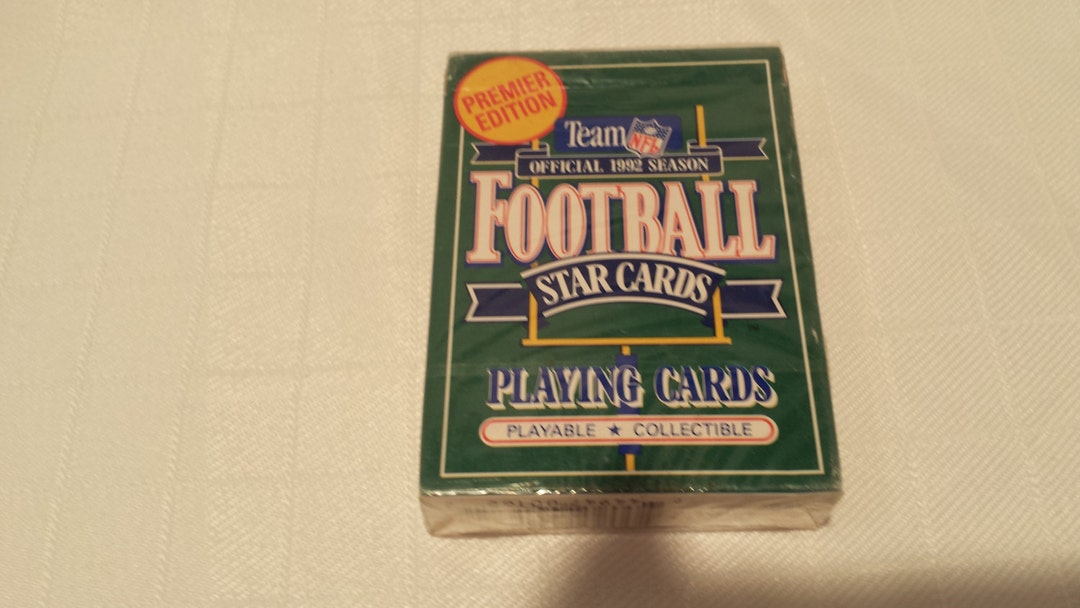 PREMIER
EDITION
Team NFL
OFFICIAL 1992 SEASON
FOOTBALL
STAR CARDS
PLAYING CARDS
PLAYABLE ★ COLLECTIBLE